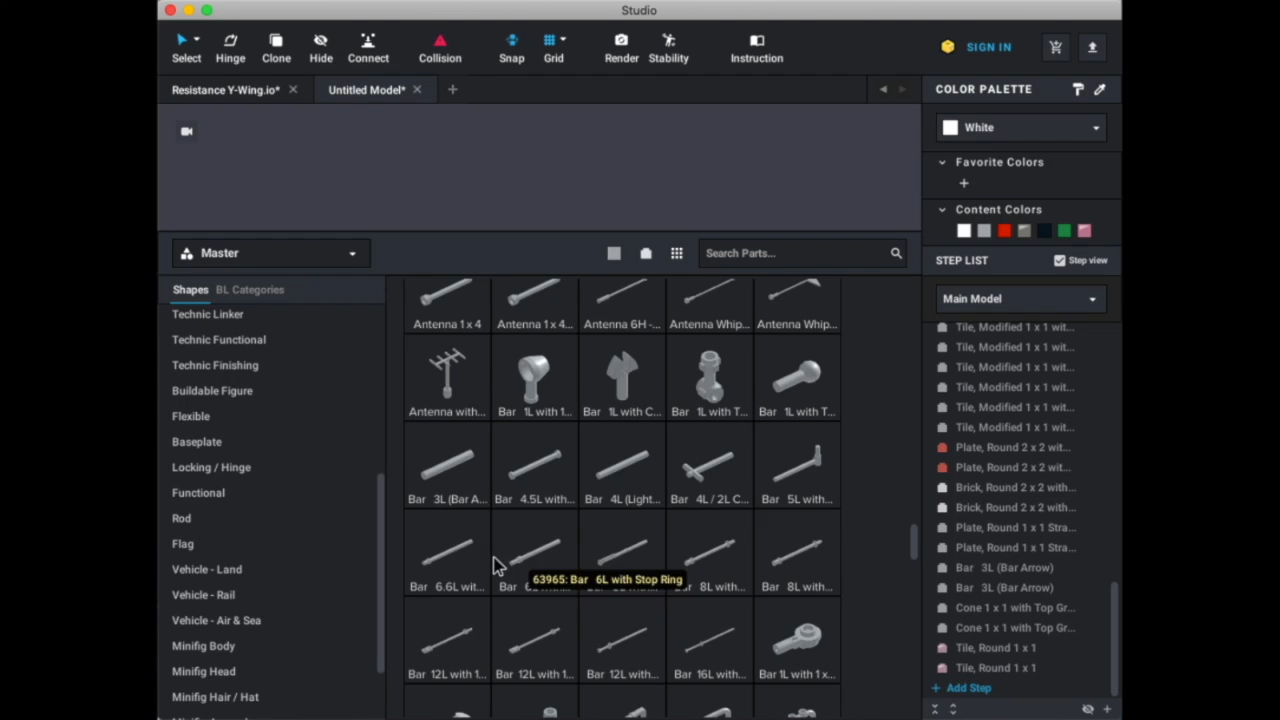 Studio
Select Hinge Clone Hide Connect Collision Snap Grid Render Stability Instruction SIGN IN
Resistance Y-Wing.io* Untitled Model*
COLOR PALETTE
White
Favorite Colors
Content Colors
Master
Search Parts...
STEP LIST
Step view
Main Model
Shapes BL Categories
Technic Linker
Technic Functional
Technic Finishing
Buildable Figure
Flexible
Baseplate
Locking / Hinge
Functional
Rod
Flag
Vehicle - Land
Vehicle - Rail
Vehicle - Air & Sea
Minifig Body
Minifig Head
Minifig Hair / Hat
Antenna 1 x 4 Antenna 1 x 4... Antenna 6H -... Antenna Whip... Antenna Whip...
Antenna with... Bar 1L with 1... Bar 1L with C... Bar 1L with T... Bar 1L with T...
Bar 3L (Bar A... Bar 4.5L with... Bar 4L (Light... Bar 4L / 2L C... Bar 5L with...
63965: Bar 6L with Stop Ring
Bar 6.6L wit... Bar 8L with... Bar 8L with...
Bar 12L with 1... Bar 12L with 1... Bar 12L with... Bar 16L with... Bar 1L with 1 x...
Tile, Modified 1 x 1 wit...
Tile, Modified 1 x 1 wit...
Tile, Modified 1 x 1 wit...
Tile, Modified 1 x 1 wit...
Tile, Modified 1 x 1 wit...
Tile, Modified 1 x 1 wit...
Plate, Round 2 x 2 wit...
Plate, Round 2 x 2 wit...
Brick, Round 2 x 2 with...
Brick, Round 2 x 2 with...
Plate, Round 1 x 1 Stra...
Plate, Round 1 x 1 Stra...
Bar 3L (Bar Arrow)
Bar 3L (Bar Arrow)
Cone 1 x 1 with Top Gr...
Cone 1 x 1 with Top Gr...
Tile, Round 1 x 1
Tile, Round 1 x 1
+ Add Step